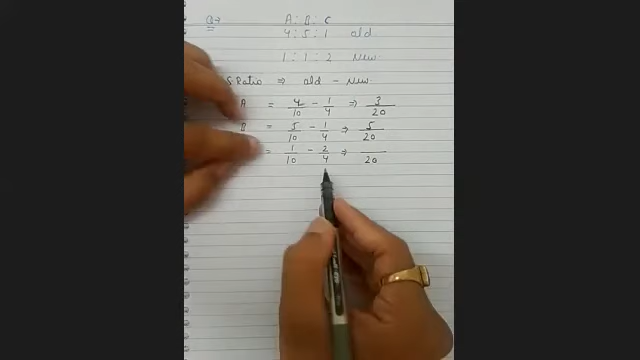 Q→ A : B : C
4 : 5 : 1 old
1 : 1 : 2 New
S Ratio ⇒ old - New
A = 4/10 - 1/4 ⇒ 3/20
B = 5/10 - 1/4 ⇒ 5/20
= 1/10 - 2/4 ⇒ /20